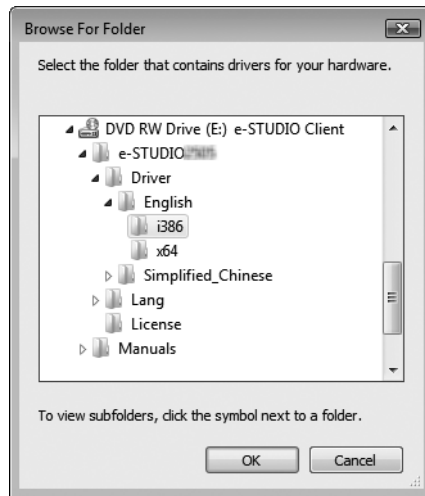 Browse For Folder
Select the folder that contains drivers for your hardware.
DVD RW Drive (E:) e-STUDIO Client
e-STUDIO
Driver
English
i386
x64
Simplified_Chinese
Lang
License
Manuals
To view subfolders, click the symbol next to a folder.
OK Cancel